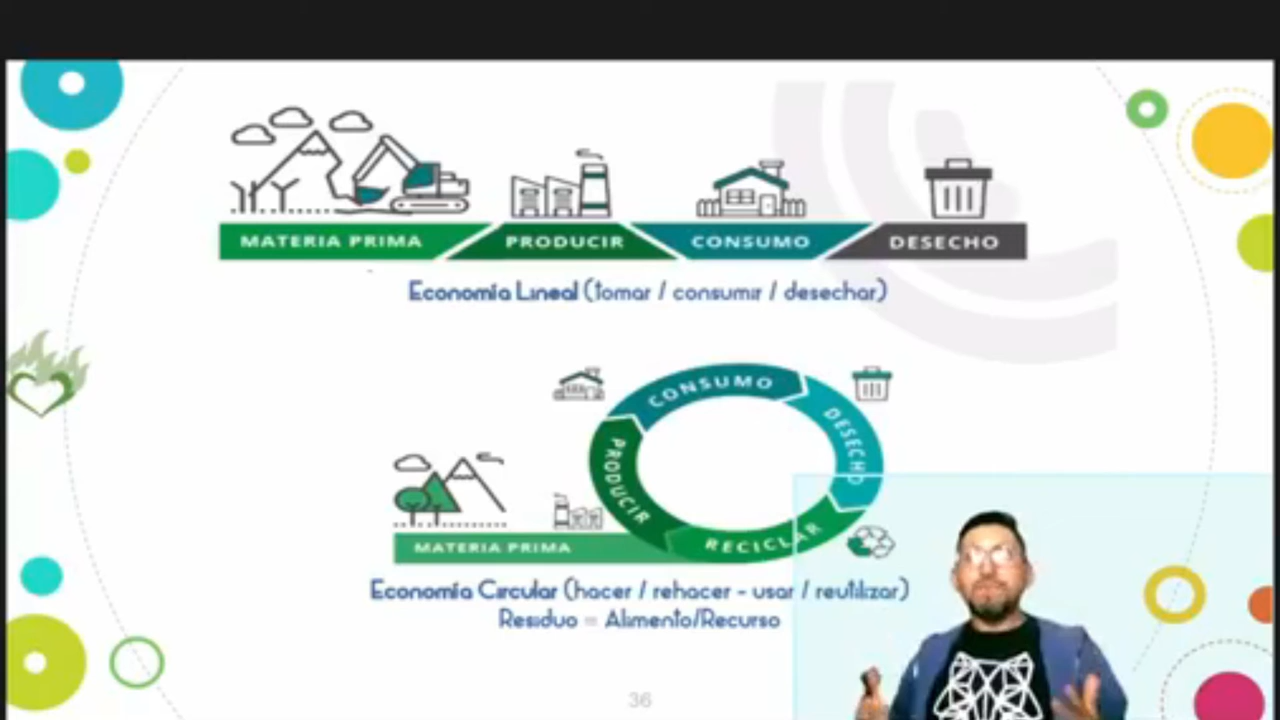 MATERIA PRIMA PRODUCIR CONSUMO DESECHO
Economía Lineal (tomar / consumir / desechar)
CONSUMO
DESECHO
PRODUCIR
RECICLAR
MATERIA PRIMA
Economía Circular (hacer / rehacer - usar / reutilizar)
Residuo = Alimento/Recurso
36